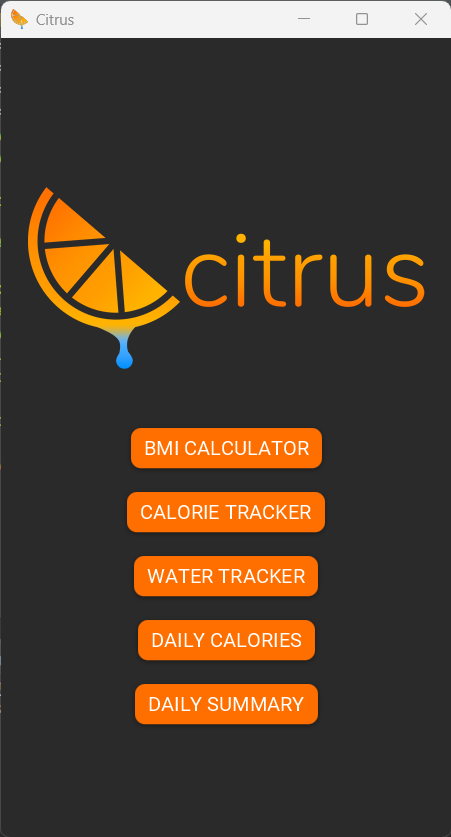 Citrus
citrus
BMI CALCULATOR
CALORIE TRACKER
WATER TRACKER
DAILY CALORIES
DAILY SUMMARY